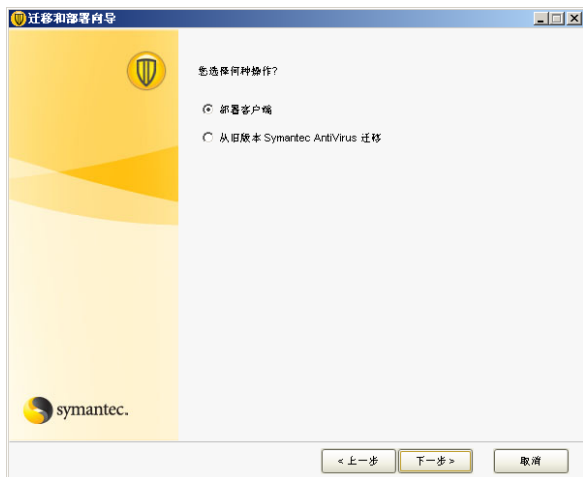 迁移和部署向导
您选择何种操作?
部署客户端
从旧版本 Symantec AntiVirus 迁移
symantec.
< 上一步
下一步 >
取消